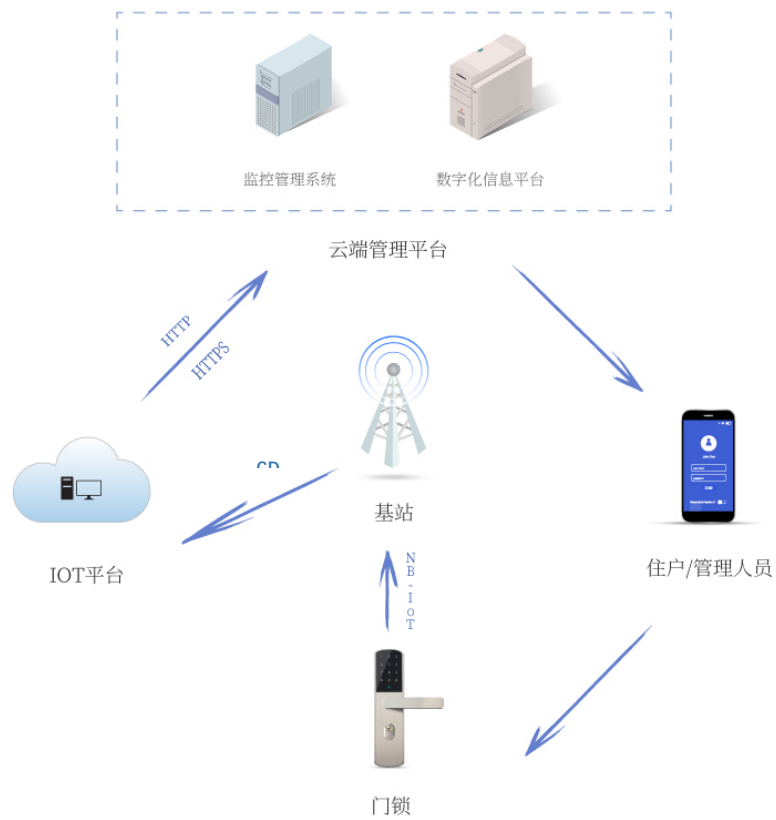 监控管理系统
数字化信息平台
云端管理平台
HTTP
HTTPS
基站
IOT平台
NB-IoT
住户/管理人员
门锁